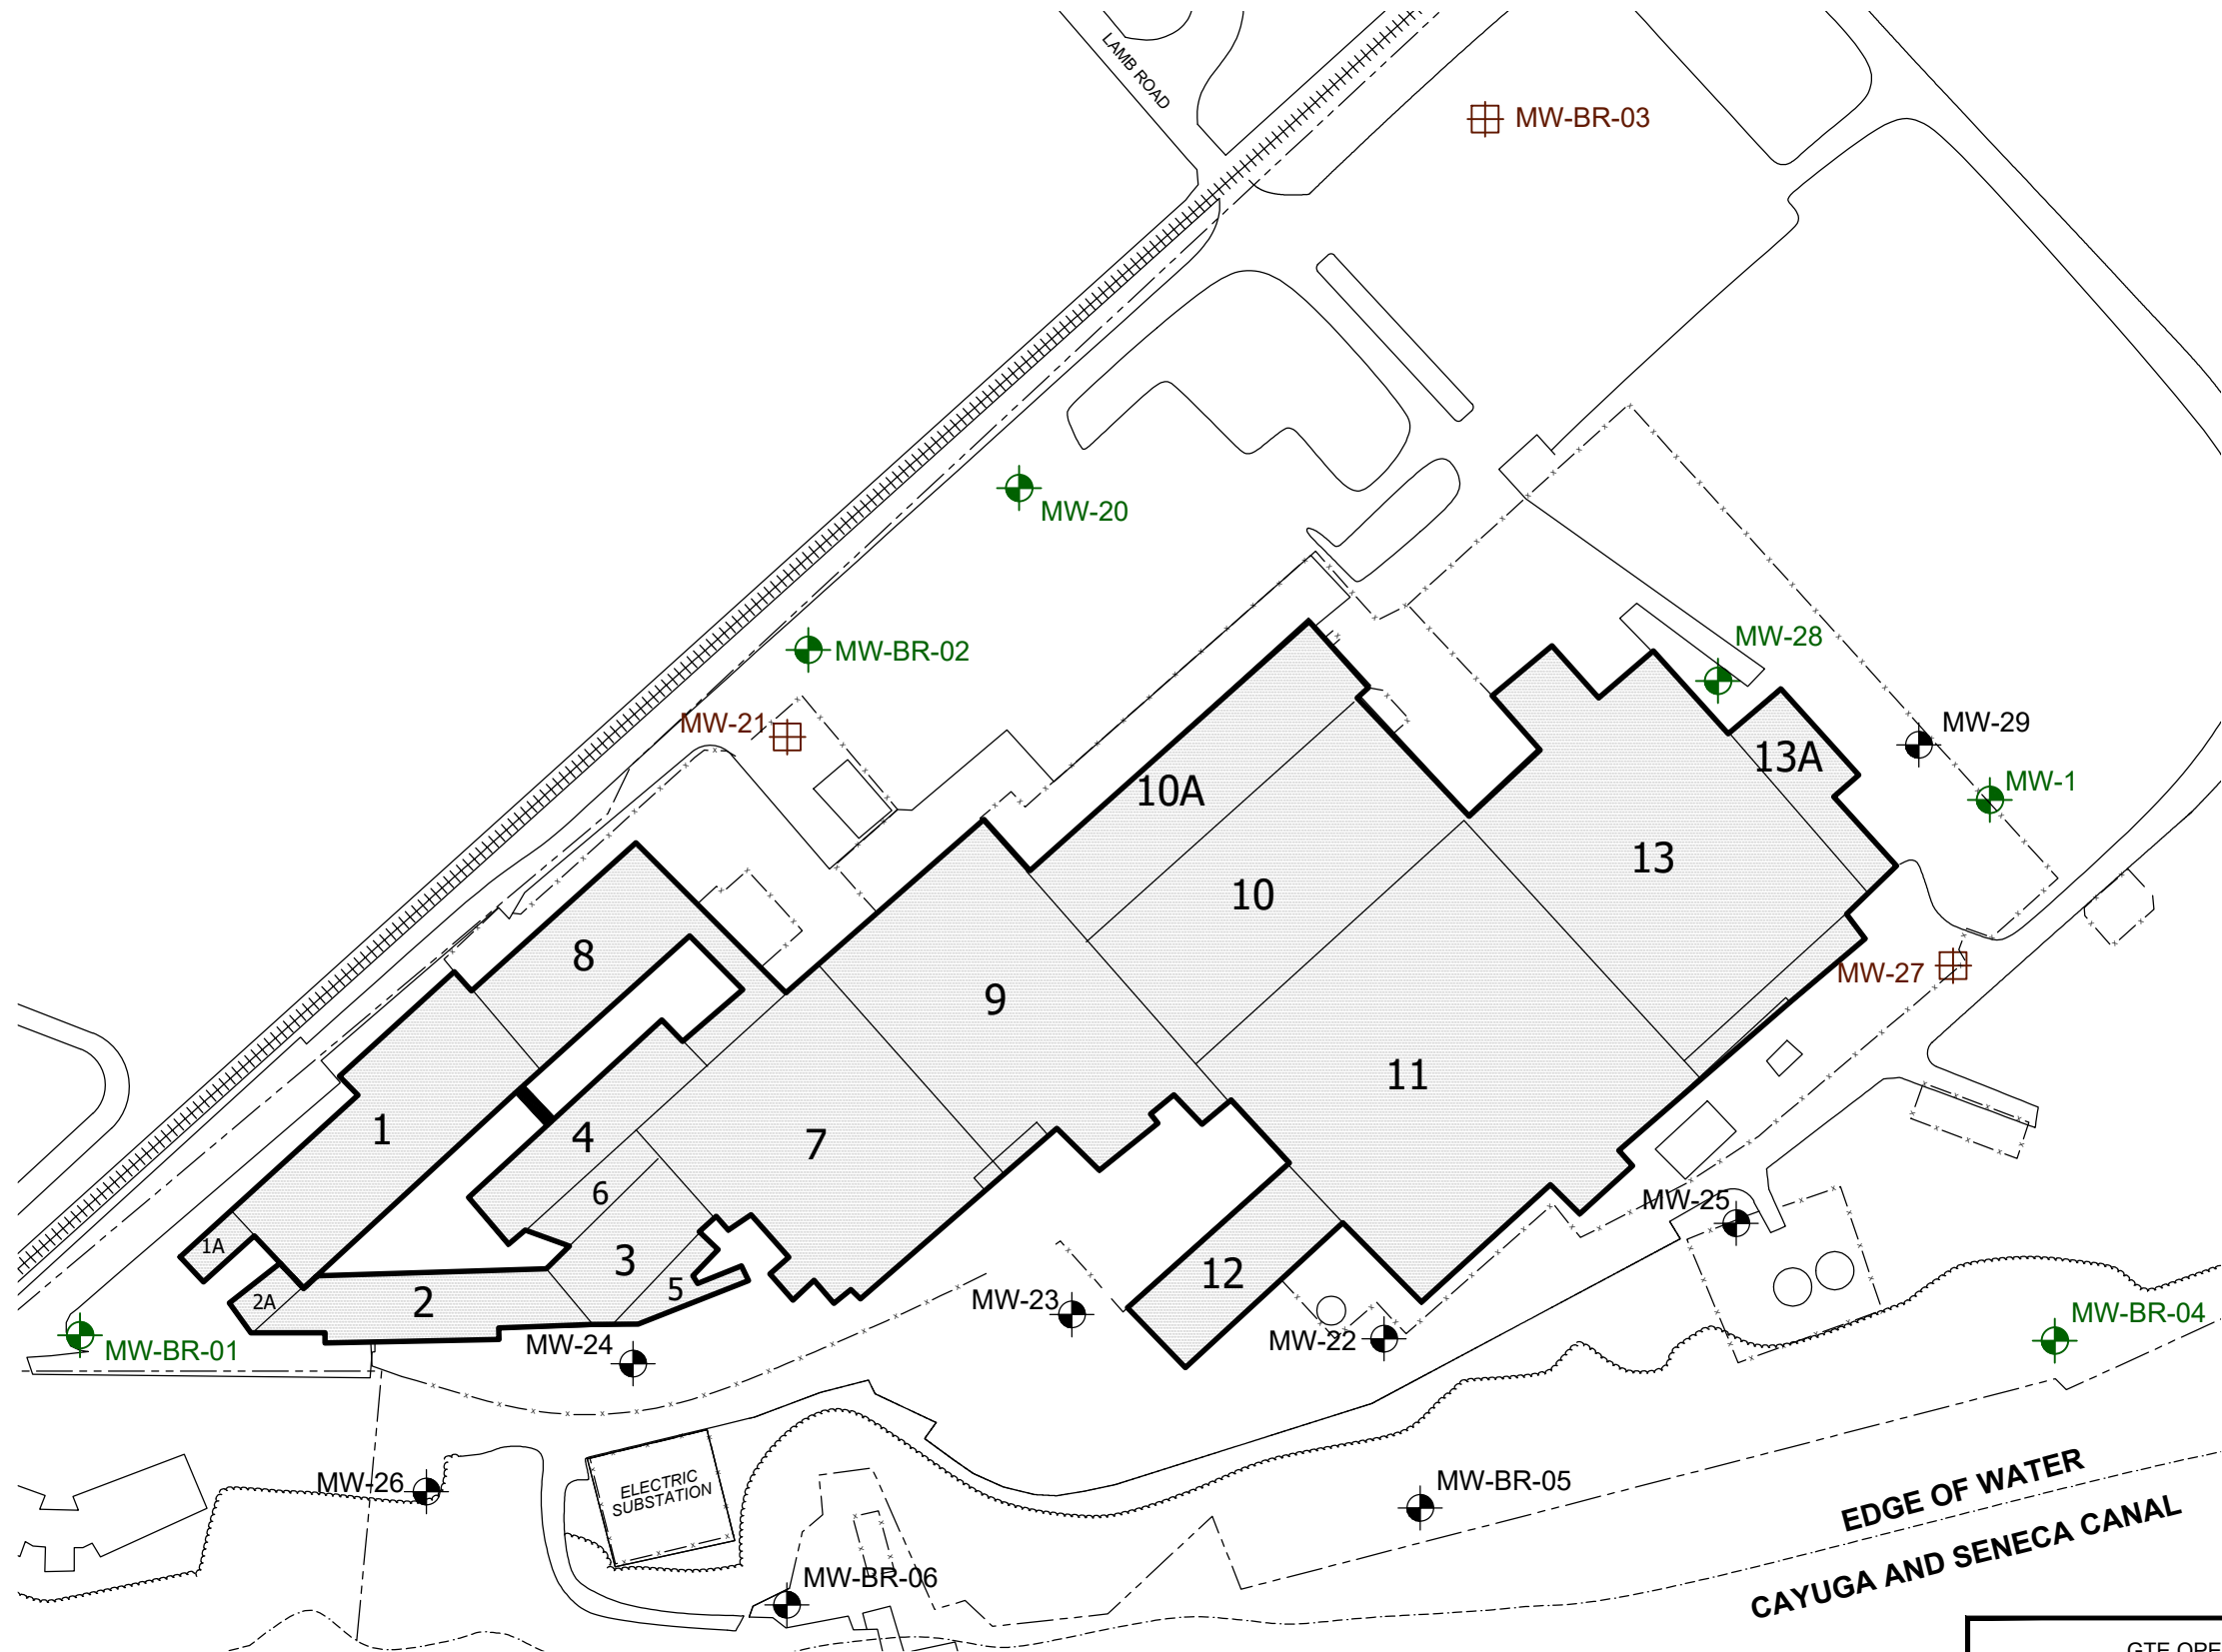 LAMB ROAD
MW-BR-03
MW-20
MW-BR-02
MW-28
MW-21
MW-29
MW-1
13A
10A
13
10
8
MW-27
9
11
1
4
7
6
MW-25
1A
3
12
5
2A
2
MW-23
MW-BR-04
MW-22
MW-24
MW-BR-01
MW-26
ELECTRIC
SUBSTATION
MW-BR-05
EDGE OF WATER
CAYUGA AND SENECA CANAL
MW-BR-06